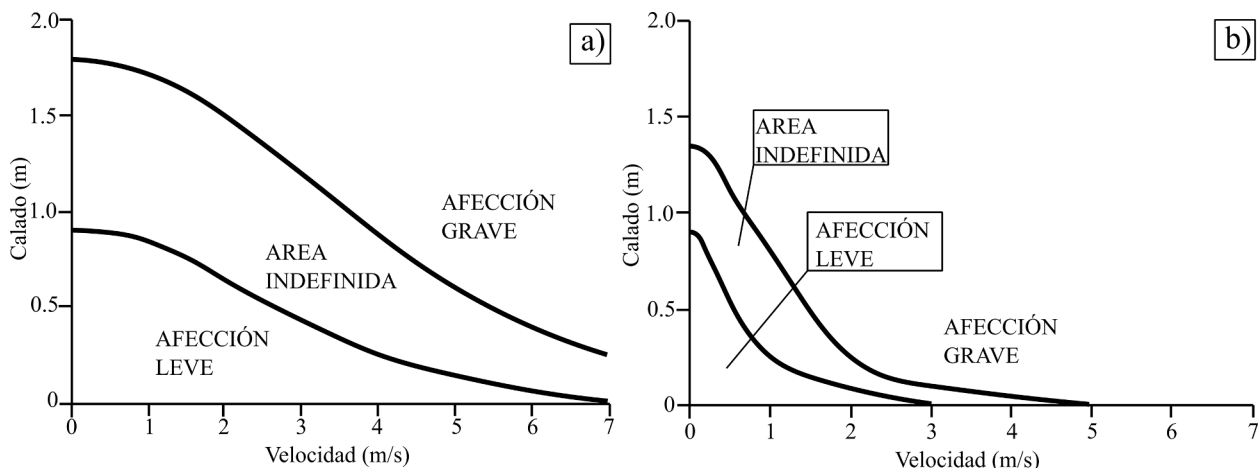 a)
2.0
1.5
1.0
0.5
0
Calado (m)
AFECCIÓN
GRAVE
AREA
INDEFINIDA
AFECCIÓN
LEVE
0 1 2 3 4 5 6 7
Velocidad (m/s)
b)
2.0
1.5
1.0
0.5
0
Calado (m)
AREA
INDEFINIDA
AFECCIÓN
LEVE
AFECCIÓN
GRAVE
0 1 2 3 4 5 6 7
Velocidad (m/s)